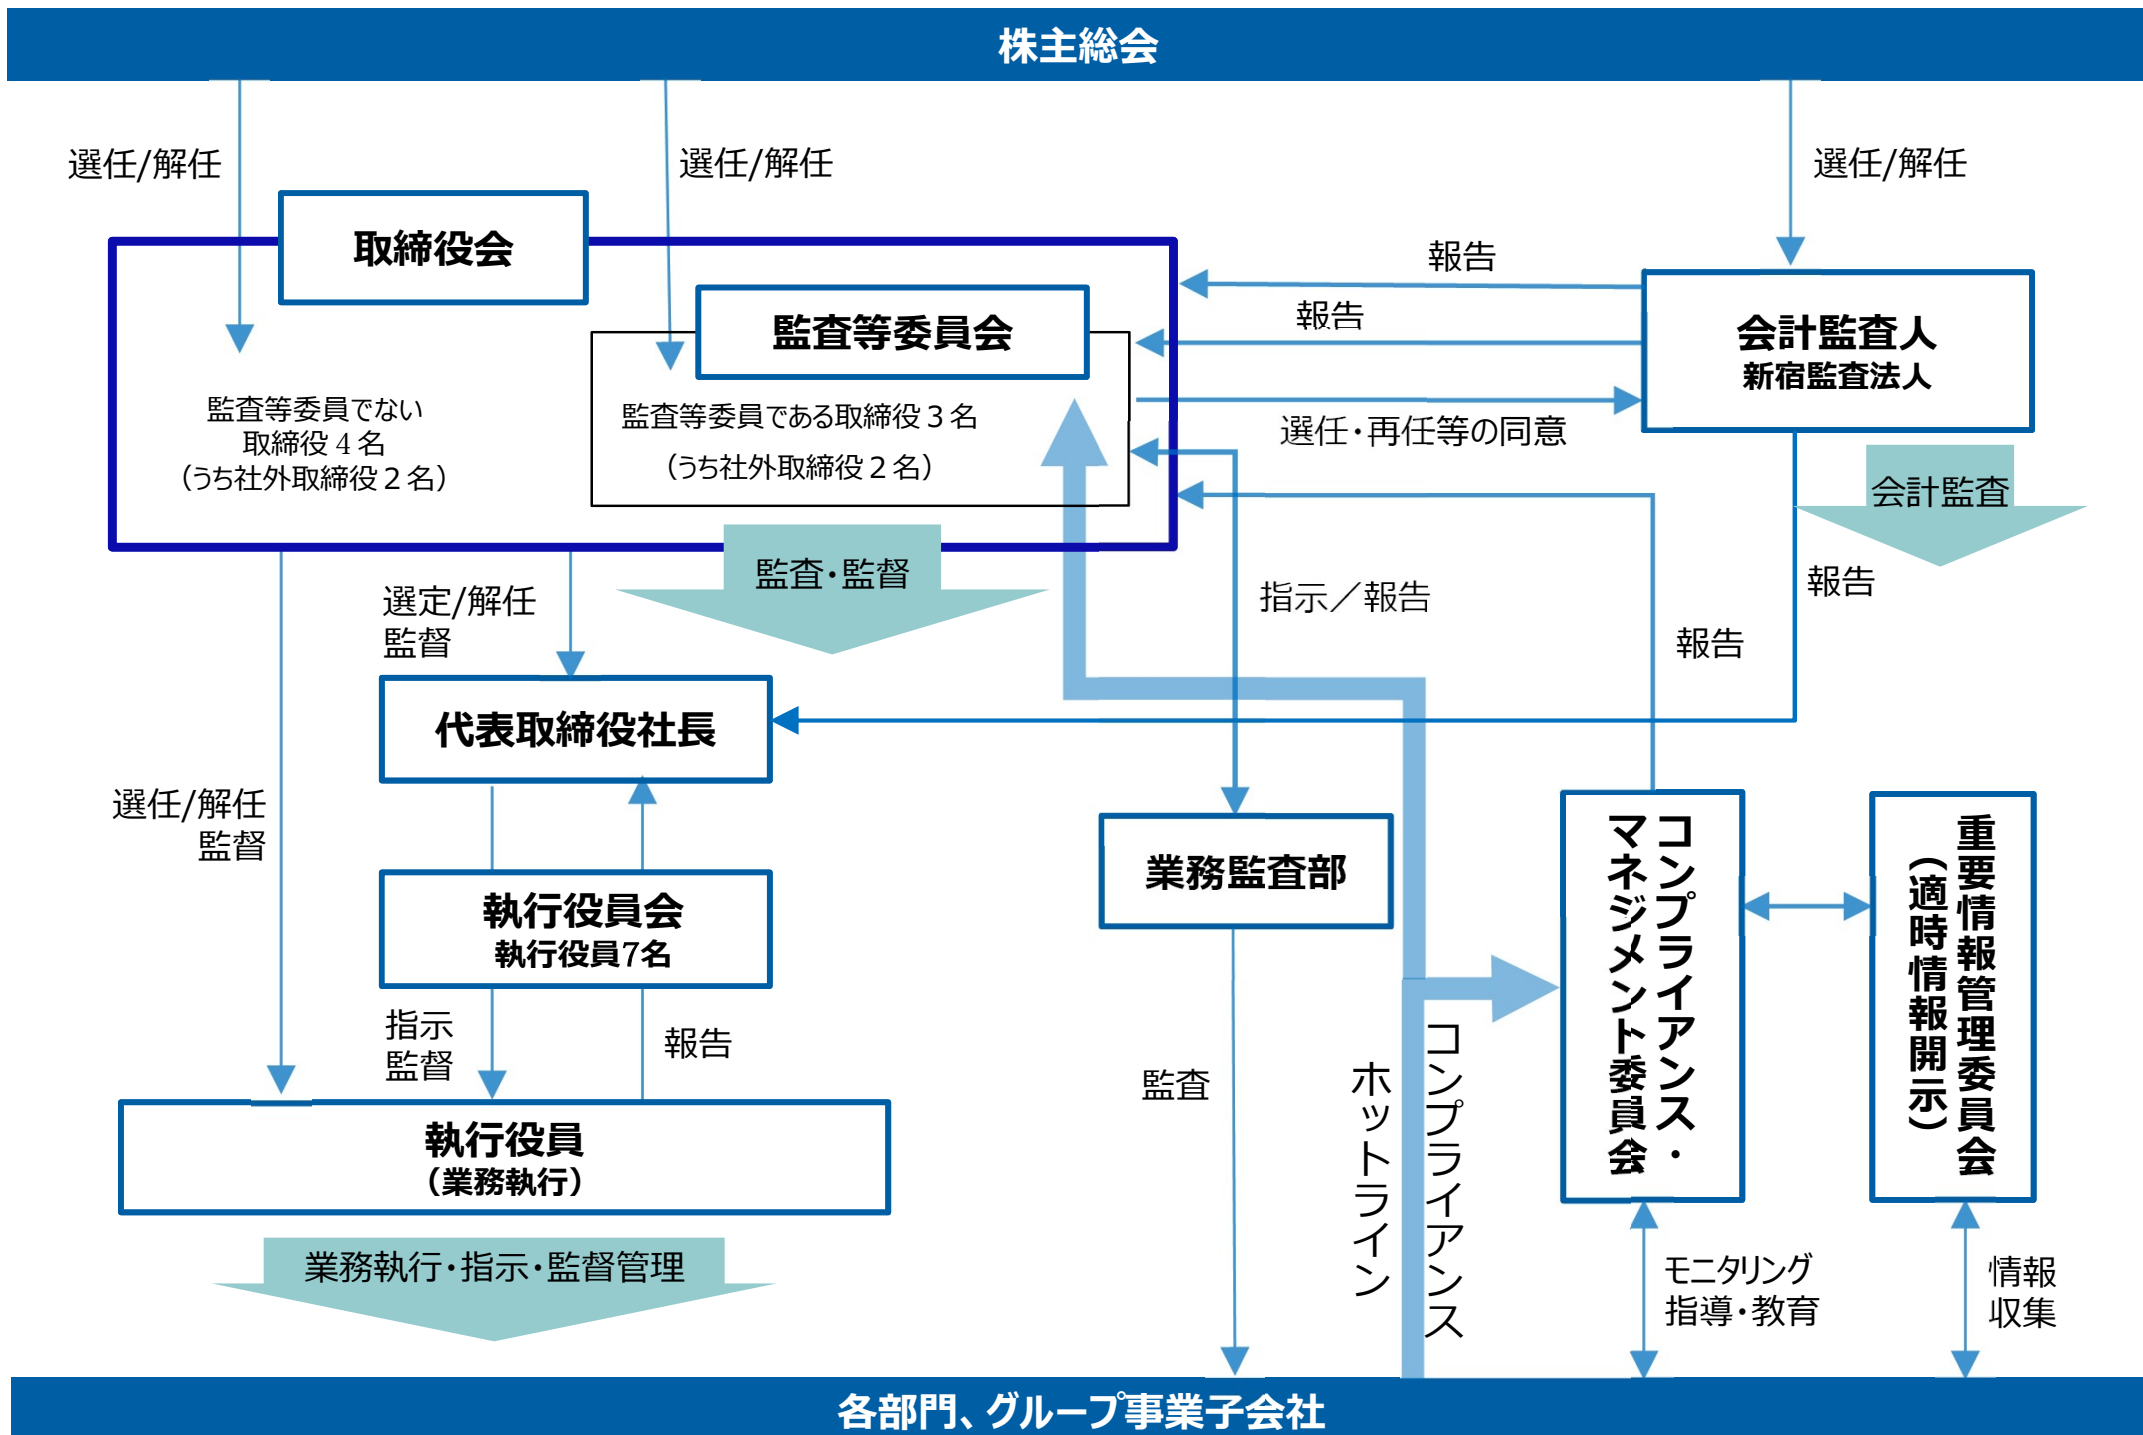 株主総会
選任/解任
選任/解任
選任/解任
取締役会
監査等委員会
監査等委員でない
取締役４名
（うち社外取締役２名）
監査等委員である取締役３名
（うち社外取締役２名）
報告
報告
選任・再任等の同意
会計監査人
新宿監査法人
会計監査
監査・監督
選定/解任
監督
指示／報告
報告
報告
代表取締役社長
選任/解任
監督
執行役員会
執行役員7名
指示
監督
報告
業務監査部
監査
コンプライアンス
ホットライン
コンプライアンス・
マネジメント委員会
重要情報管理委員会
（適時情報開示）
執行役員
（業務執行）
業務執行・指示・監督管理
モニタリング
指導・教育
情報
収集
各部門、グループ事業子会社